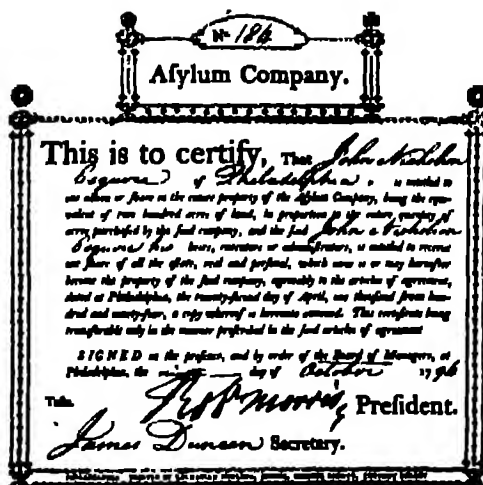 No. 186
Aſylum Company.
This is to certify, That John Nicholson
Esquire of Philadelphia, is entitled to
one share in the entire property of the Aſylum Company, being the equi-
valent of two hundred acres of land, in proportion to the entire quantity of
acres purchaſed by the ſaid company, and the ſaid John Nicholson
Esquire his heirs, executors or adminiſtrators, is entitled to receive
one ſhare of all the eſtate, real and perſonal, which now is or may hereafter
become the property of the ſaid company, agreeably to the articles of agreement,
dated at Philadelphia, the twenty-ſecond day of April, one thouſand ſeven hun-
dred and ninety-four, a copy whereof is hereunto annexed. This certificate being
tranſferable only in the manner preſcribed in the ſaid articles of agreement
SIGNED in the preſence, and by order of the Board of Managers, at
Philadelphia, the day of October 1794
Teſte. Robt Morris, Preſident.
James Duncan Secretary.